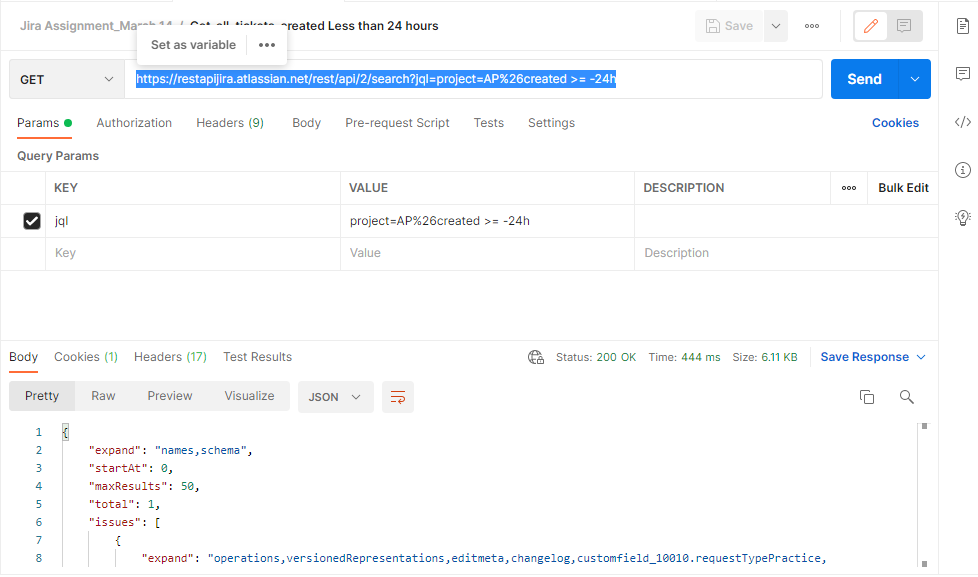 Jira Assignment_March 14 / Get_all_tickets_created Less than 24 hours
Save
Set as variable
GET
https://restapijira.atlassian.net/rest/api/2/search?jql=project=AP%26created >= -24h
Send
Params
Authorization
Headers (9)
Body
Pre-request Script
Tests
Settings
Cookies
Query Params
KEY
VALUE
DESCRIPTION
Bulk Edit
jql
project=AP%26created >= -24h
Key
Value
Description
Body
Cookies (1)
Headers (17)
Test Results
Status: 200 OK
Time: 444 ms
Size: 6.11 KB
Save Response
Pretty
Raw
Preview
Visualize
JSON
1 {
2 "expand": "names,schema",
3 "startAt": 0,
4 "maxResults": 50,
5 "total": 1,
6 "issues": [
7 {
8 "expand": "operations,versionedRepresentations,editmeta,changelog,customfield_10010.requestTypePractice,